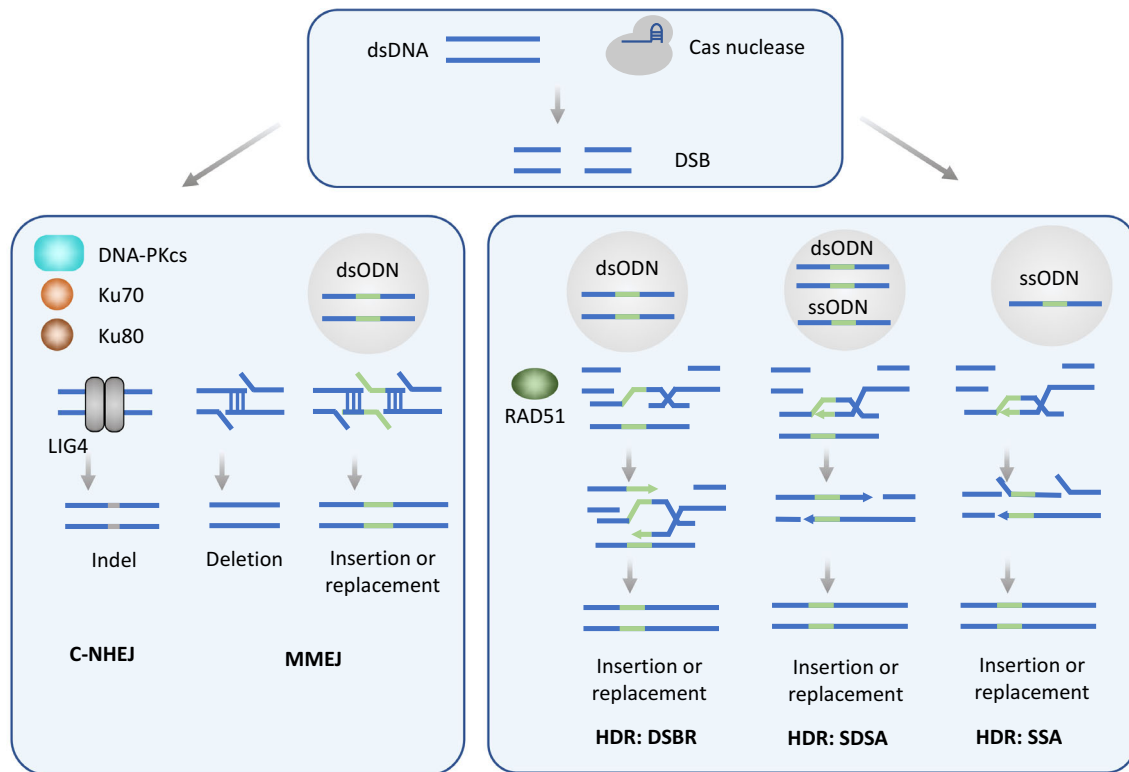 dsDNA
Cas nuclease
DSB
DNA-PKcs
Ku70
Ku80
dsODN
LIG4
Indel
Deletion
Insertion or
replacement
C-NHEJ
MMEJ
dsODN
dsODN
ssODN
ssODN
RAD51
Insertion or
replacement
Insertion or
replacement
Insertion or
replacement
HDR: DSBR
HDR: SDSA
HDR: SSA